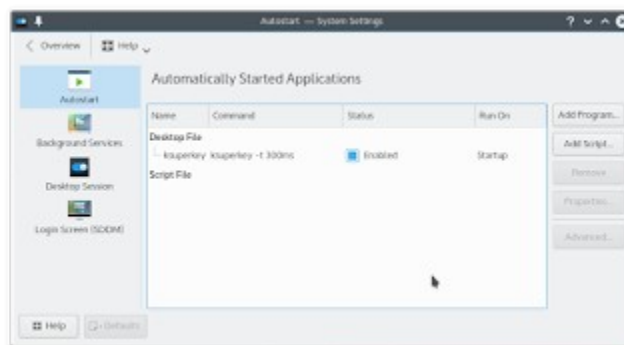 Autostart — System Settings
Overview Help
Autostart
Background Services
Desktop Session
Login Screen (SDDM)
Automatically Started Applications
Name Command Status Run On
Desktop File
ksuperkey ksuperkey -t 300ms Enabled Startup
Script File
Add Program...
Add Script...
Remove
Properties...
Advanced...
Help Defaults